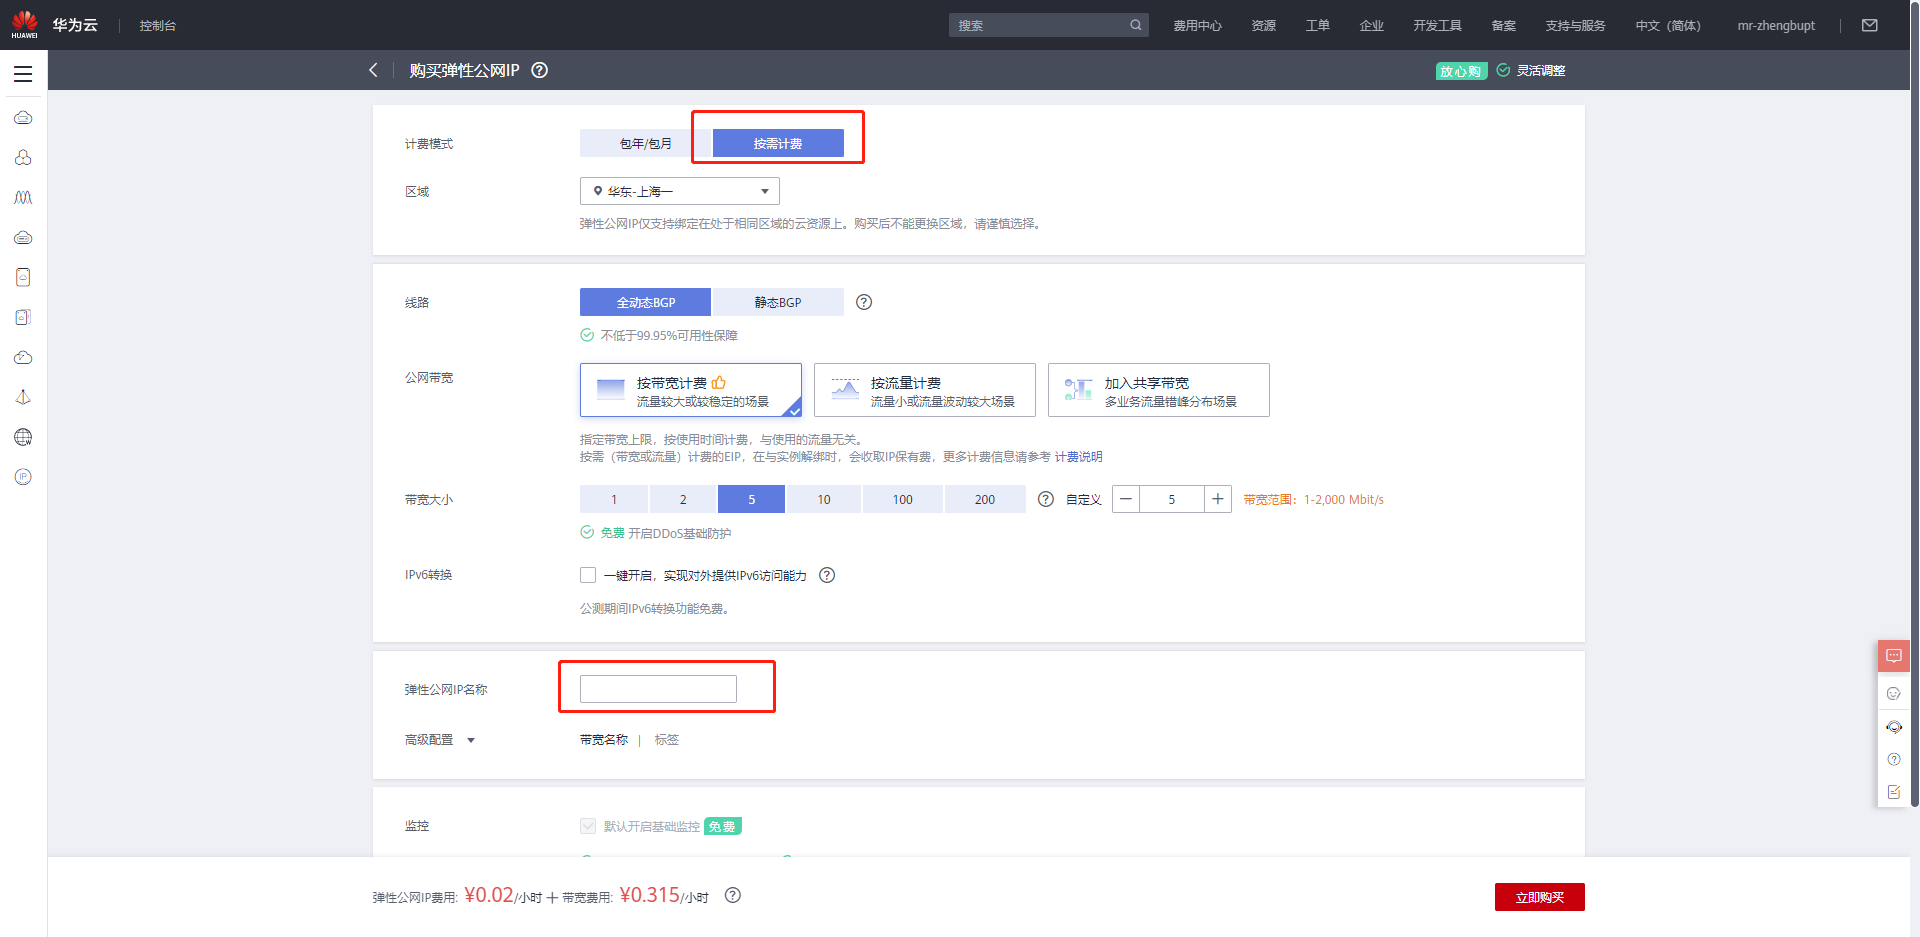 HUAWEI
华为云
控制台
搜索
费用中心
资源
工单
企业
开发工具
备案
支持与服务
中文（简体）
mr-zhengbupt
购买弹性公网IP
放心购
灵活调整
计费模式
包年/包月
按需计费
区域
华东-上海一
弹性公网IP仅支持绑定在处于相同区域的云资源上。购买后不能更换区域，请谨慎选择。
线路
全动态BGP
静态BGP
不低于99.95%可用性保障
公网带宽
按带宽计费
流量较大或较稳定的场景
按流量计费
流量小或流量波动较大场景
加入共享带宽
多业务流量错峰分布场景
指定带宽上限，按使用时间计费，与使用的流量无关。
按需（带宽或流量）计费的EIP，在与实例解绑时，会收取IP保有费，更多计费信息请参考 计费说明
带宽大小
1
2
5
10
100
200
自定义
5
带宽范围：1-2,000 Mbit/s
免费 开启DDoS基础防护
IPv6转换
一键开启，实现对外提供IPv6访问能力
公测期间IPv6转换功能免费。
弹性公网IP名称
高级配置
带宽名称 | 标签
监控
默认开启基础监控 免费
弹性公网IP费用: ¥0.02/小时 + 带宽费用: ¥0.315/小时
立即购买